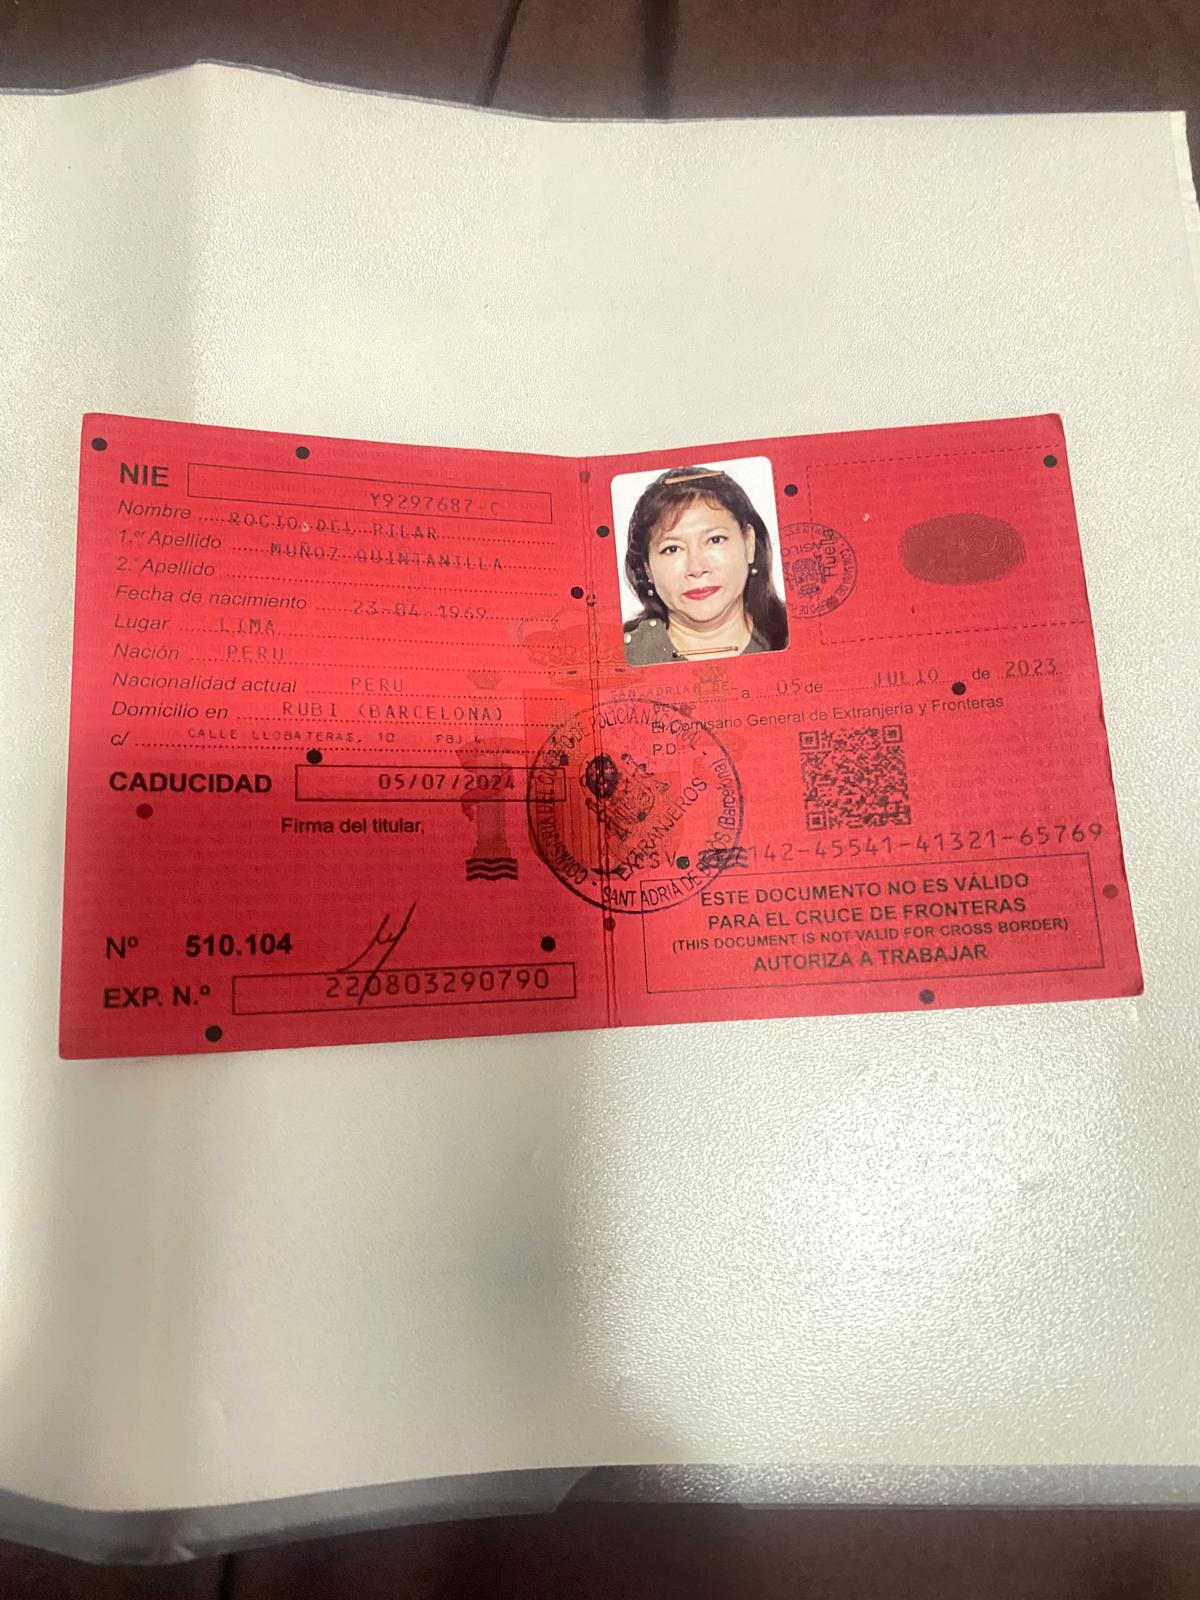 NIE Y9297687-C
Nombre ROCIO DEL PILAR
1.er Apellido MUÑOZ QUINTANILLA
2.º Apellido
Fecha de nacimiento 23-04-1969
Lugar LIMA
Nación PERU
Nacionalidad actual PERU
Domicilio en RUBI (BARCELONA)
c/ CALLE LLOBATERAS, 10 PBJ 4
CADUCIDAD 05/07/2024
Firma del titular,
Nº 510.104
EXP. N.º 220803290790
Huella
SAN ADRIAN DEL BESOS a 05 de JULIO de 2023
El Comisario General de Extranjería y Fronteras
P.D.
COMISARIA DEL CUERPO DE POLICIA NACIONAL
EXTRANJEROS
SANT ADRIA DE BESOS (Barcelona)
142-45541-41321-65769
ESTE DOCUMENTO NO ES VÁLIDO
PARA EL CRUCE DE FRONTERAS
(THIS DOCUMENT IS NOT VALID FOR CROSS BORDER)
AUTORIZA A TRABAJAR